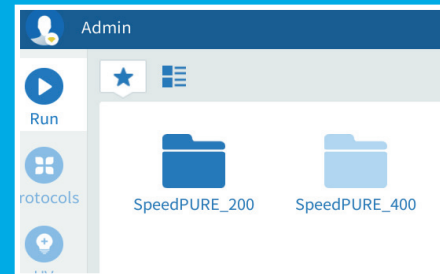 Admin
Run
rotocols
SpeedPURE_200
SpeedPURE_400